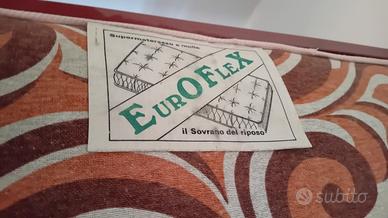 Supermaterasso a molle
EUROFLEX
il Sovrano del riposo
subito